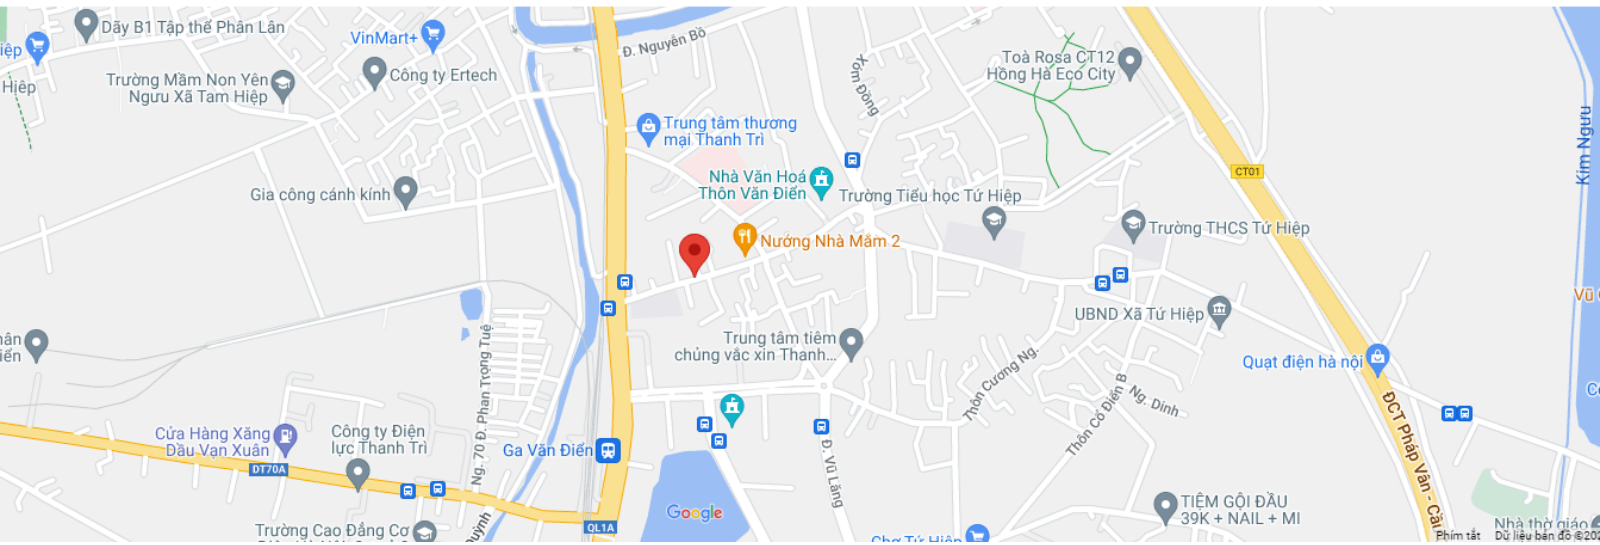 Dãy B1 Tập thể Phân Lân
VinMart+
iệp
Hiệp
Trường Mầm Non Yên
Ngưu Xã Tam Hiệp
Công ty Ertech
Đ. Nguyễn Bồ
Xóm Đồng
Toà Rosa CT12
Hồng Hà Eco City
Kim Ngưu
Trung tâm thương
mại Thanh Trì
CT01
Nhà Văn Hoá
Thôn Văn Điển
Trường Tiểu học Tứ Hiệp
Gia công cánh kính
Trường THCS Tứ Hiệp
Nướng Nhà Mắm 2
UBND Xã Tứ Hiệp
Trung tâm tiêm
chủng vắc xin Thanh...
Quạt điện hà nội
Ng. 70 Đ. Phan Trọng Tuệ
Thôn Cương Ng.
Thôn Cổ Điển B
Ng. Dinh
ĐCT Pháp Vân - Cầ
Cửa Hàng Xăng
Dầu Vạn Xuân
Công ty Điện
lực Thanh Trì
Ga Văn Điển
DT70A
Đ. Vũ Lăng
QL1A
Google
TIỆM GỘI ĐẦU
39K + NAIL + MI
Trường Cao Đẳng Cơ
Chợ Tứ Hiệp
Nhà thờ giáo
Phím tắt
Dữ liệu bản đồ ©202